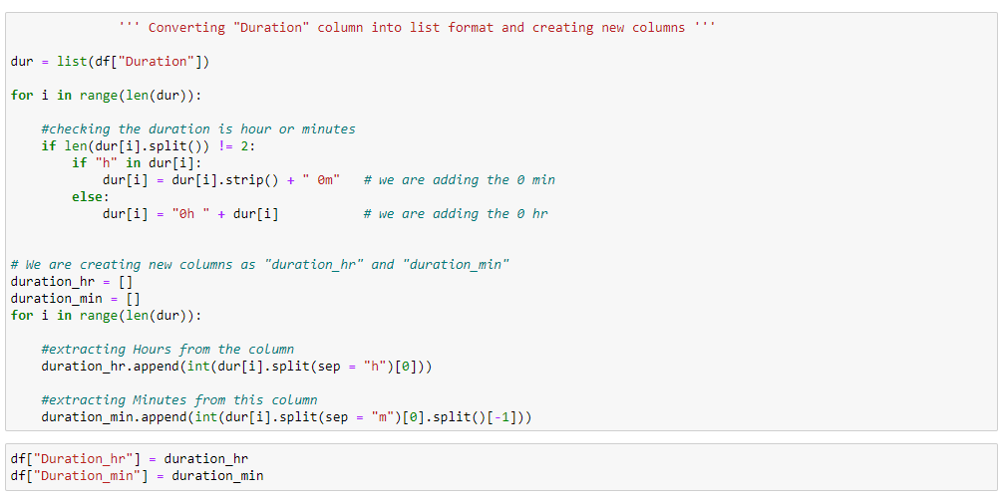 ''' Converting "Duration" column into list format and creating new columns '''
dur = list(df["Duration"])
for i in range(len(dur)):
#checking the duration is hour or minutes
if len(dur[i].split()) != 2:
if "h" in dur[i]:
dur[i] = dur[i].strip() + " 0m" # we are adding the 0 min
else:
dur[i] = "0h " + dur[i] # we are adding the 0 hr
# We are creating new columns as "duration_hr" and "duration_min"
duration_hr = []
duration_min = []
for i in range(len(dur)):
#extracting Hours from the column
duration_hr.append(int(dur[i].split(sep = "h")[0]))
#extracting Minutes from this column
duration_min.append(int(dur[i].split(sep = "m")[0].split()[-1]))
df["Duration_hr"] = duration_hr
df["Duration_min"] = duration_min